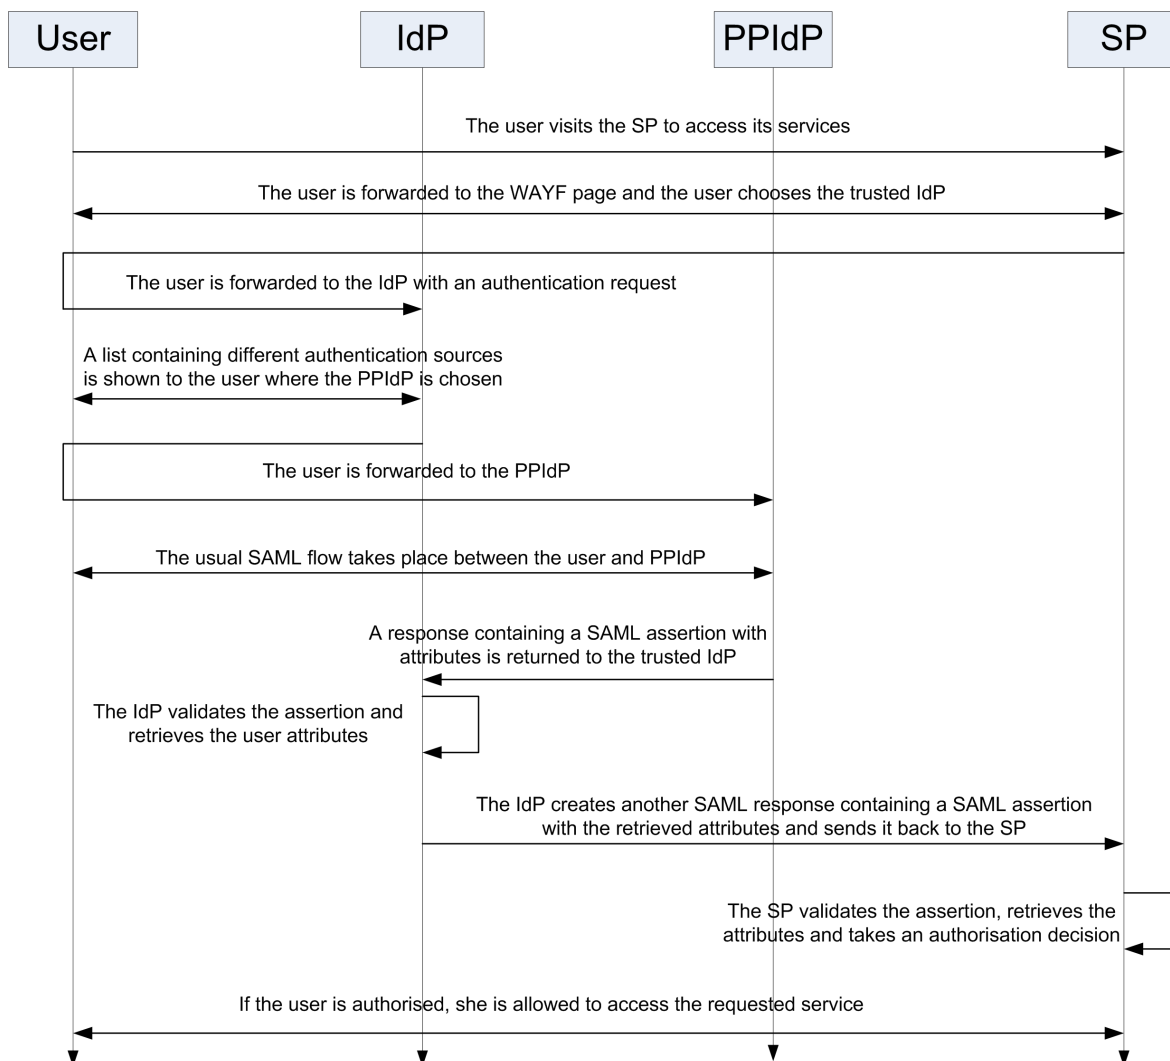 User
IdP
PPIdP
SP
The user visits the SP to access its services
The user is forwarded to the WAYF page and the user chooses the trusted IdP
The user is forwarded to the IdP with an authentication request
A list containing different authentication sources
is shown to the user where the PPIdP is chosen
The user is forwarded to the PPIdP
The usual SAML flow takes place between the user and PPIdP
A response containing a SAML assertion with
attributes is returned to the trusted IdP
The IdP validates the assertion and
retrieves the user attributes
The IdP creates another SAML response containing a SAML assertion
with the retrieved attributes and sends it back to the SP
The SP validates the assertion, retrieves the
attributes and takes an authorisation decision
If the user is authorised, she is allowed to access the requested service